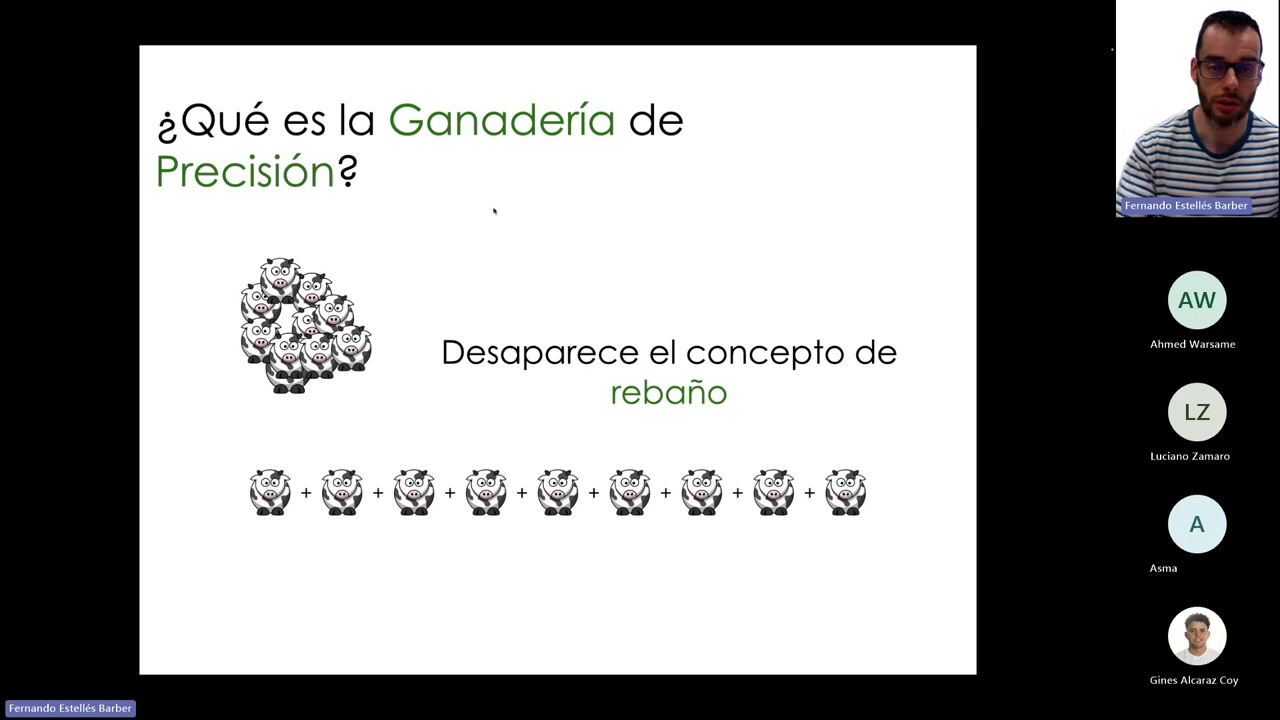 ¿Qué es la Ganadería de
Precisión?
Desaparece el concepto de
rebaño
+ + + + + + + +
Fernando Estellés Barber
AW
Ahmed Warsame
LZ
Luciano Zamaro
A
Asma
Gines Alcaraz Coy
Fernando Estellés Barber